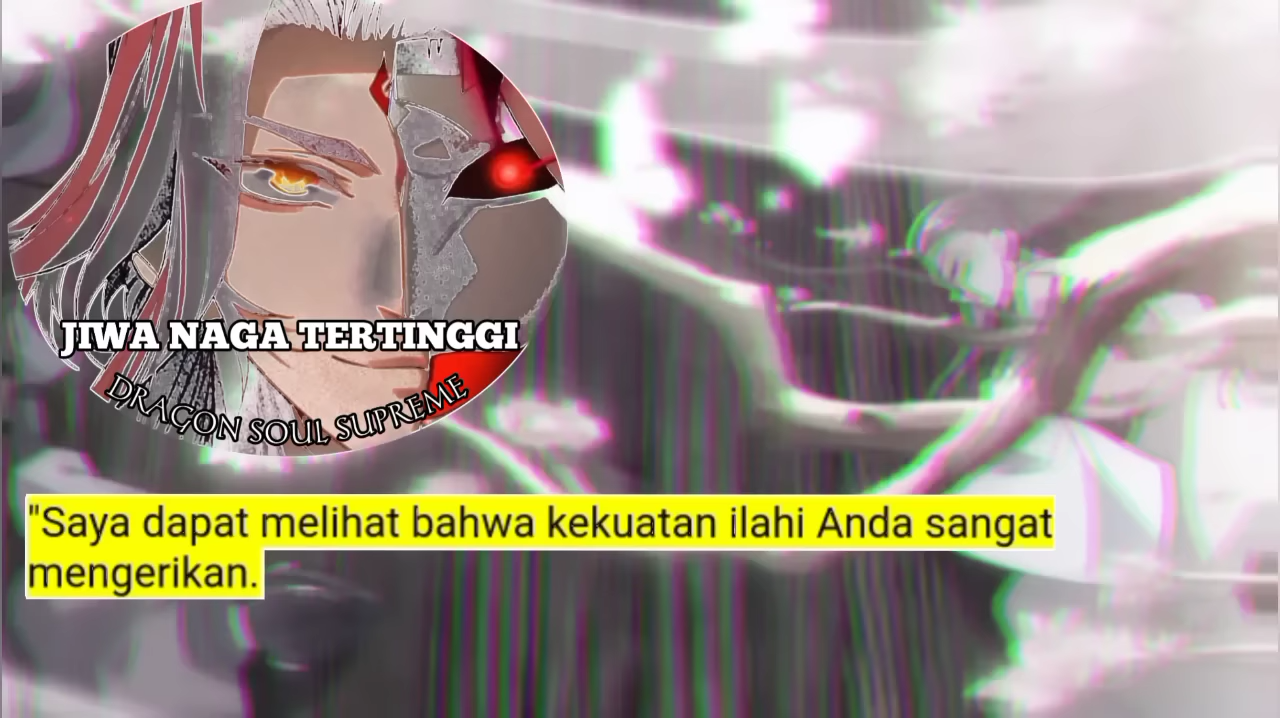 JIWA NAGA TERTINGGI
DRAGON SOUL SUPREME
"Saya dapat melihat bahwa kekuatan ilahi Anda sangat
mengerikan.